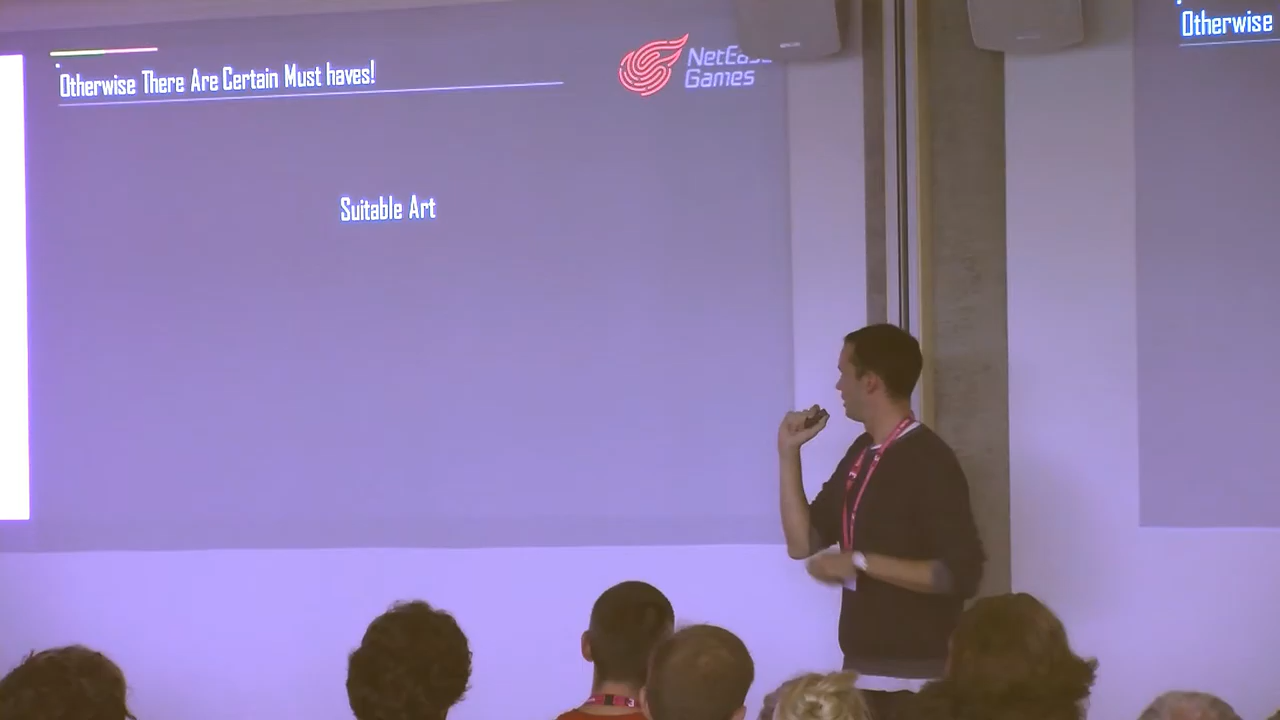 Otherwise There Are Certain Must haves!
NetEase
Games
Suitable Art
Otherwise